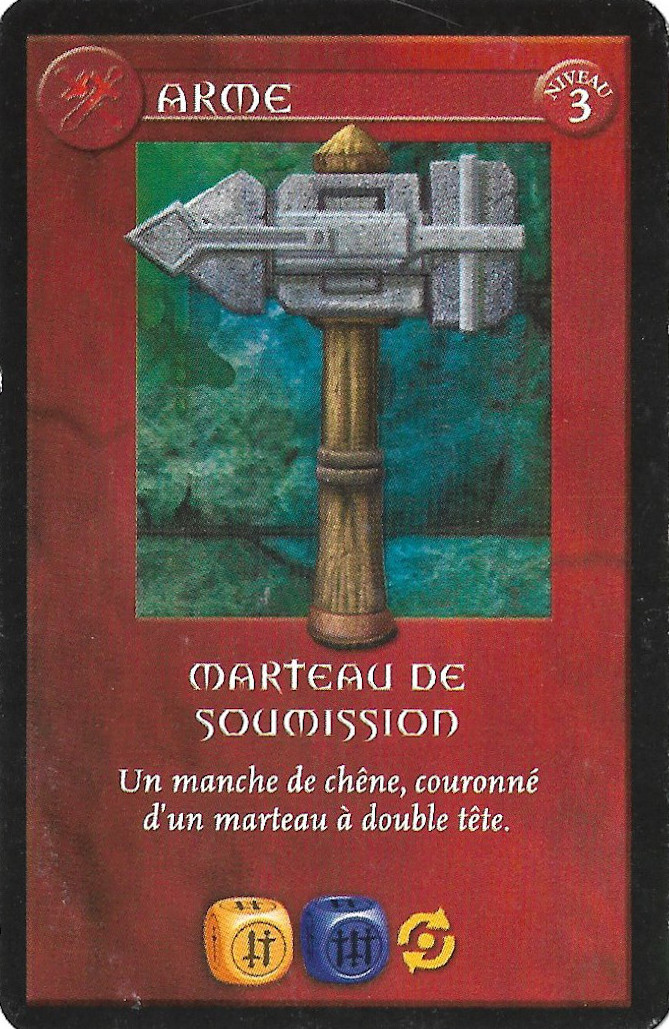 ARME
NIVEAU
3
MARTEAU DE
SOUMISSION
Un manche de chêne, couronné
d'un marteau à double tête.